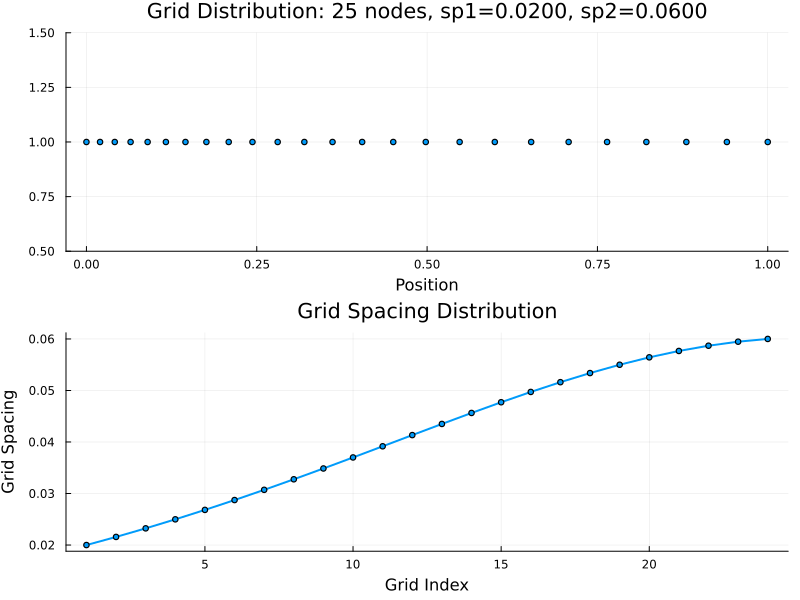 Grid Distribution: 25 nodes, sp1=0.0200, sp2=0.0600
1.50
1.25
1.00
0.75
0.50
0.00 0.25 0.50 0.75 1.00
Position
Grid Spacing Distribution
0.06
0.05
0.04
0.03
0.02
Grid Spacing
5 10 15 20
Grid Index